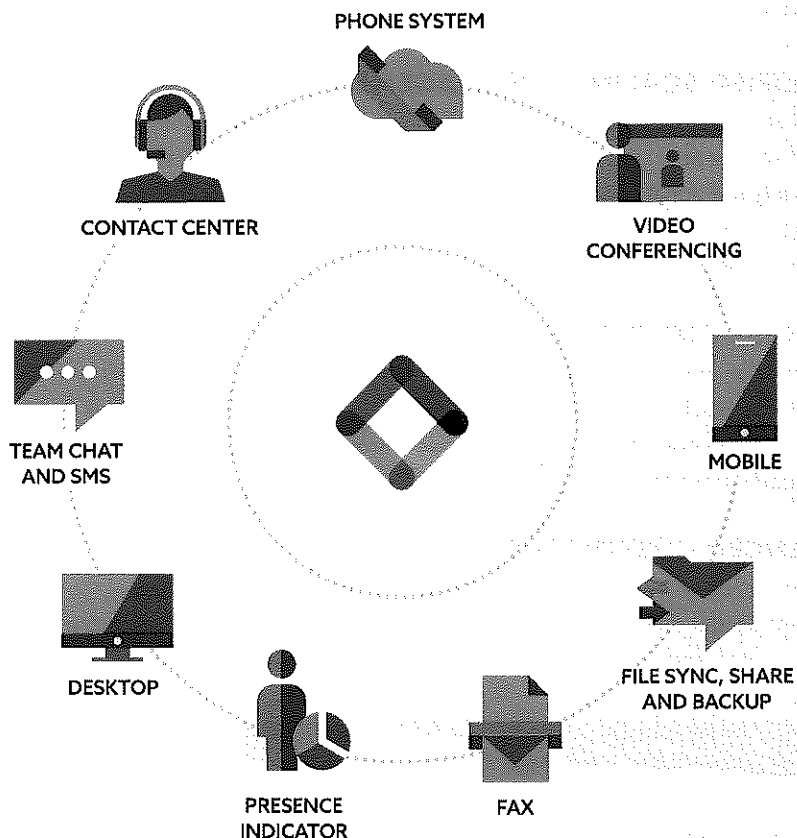 PHONE SYSTEM
CONTACT CENTER
VIDEO
CONFERENCING
TEAM CHAT
AND SMS
MOBILE
DESKTOP
FILE SYNC, SHARE
AND BACKUP
PRESENCE
INDICATOR
FAX